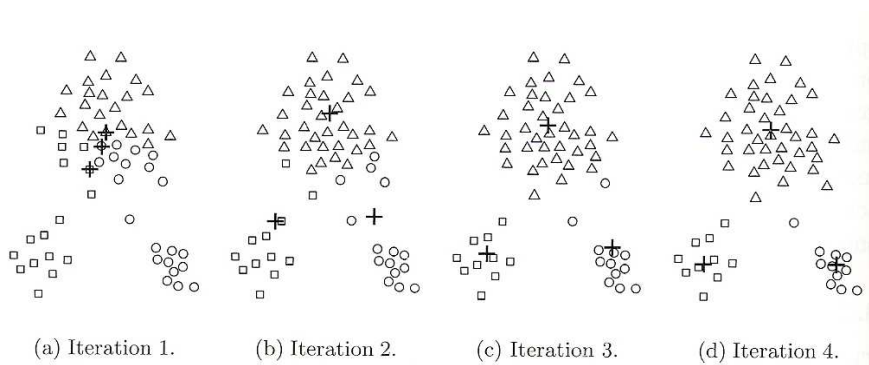 (a) Iteration 1.
(b) Iteration 2.
(c) Iteration 3.
(d) Iteration 4.